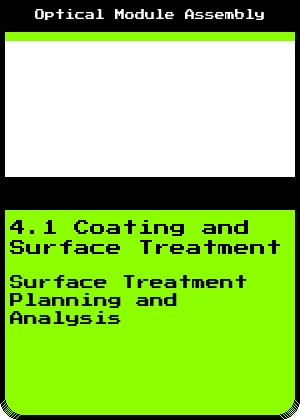 Optical Module Assembly
4.1 Coating and
Surface Treatment
Surface Treatment
Planning and
Analysis